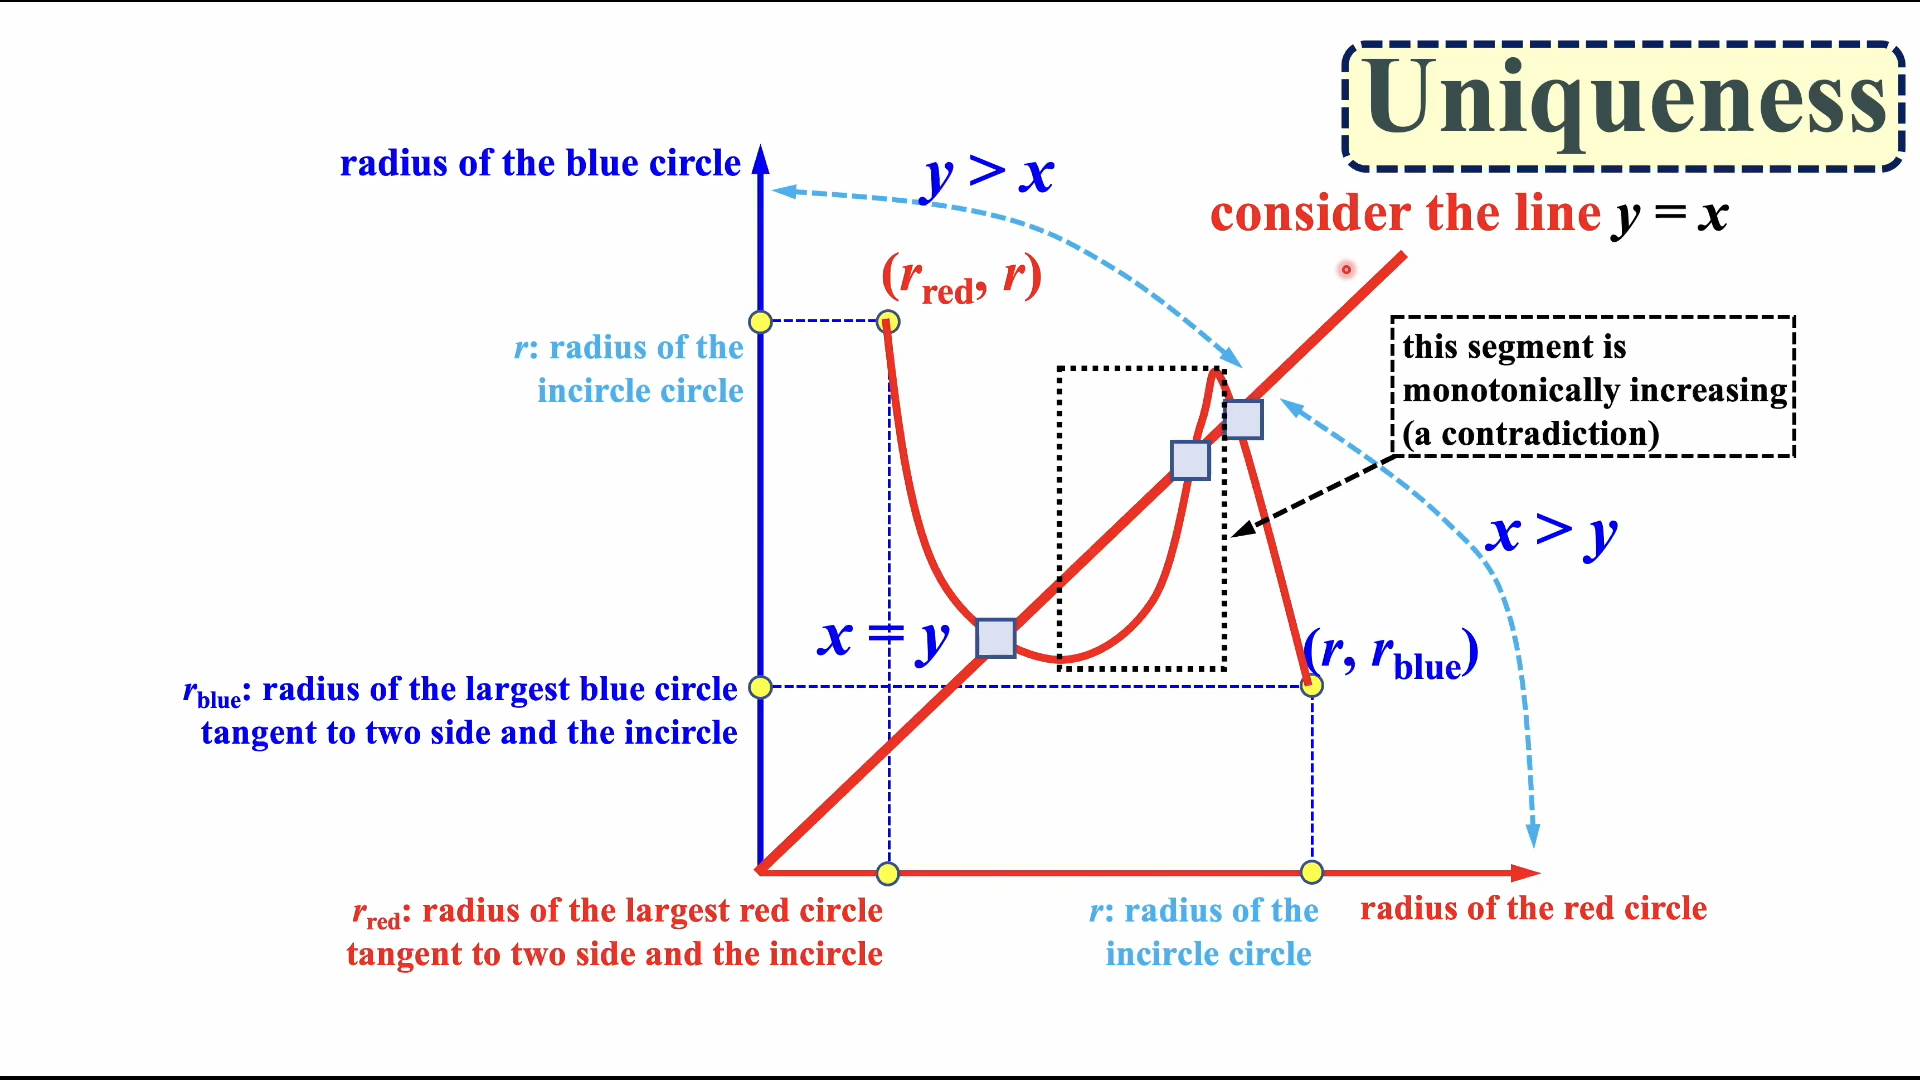 Uniqueness
radius of the blue circle
y > x
consider the line y = x
(r_red, r)
r: radius of the
incircle circle
this segment is
monotonically increasing
(a contradiction)
x > y
x = y
(r, r_blue)
r_blue: radius of the largest blue circle
tangent to two side and the incircle
r_red: radius of the largest red circle
tangent to two side and the incircle
r: radius of the
incircle circle
radius of the red circle